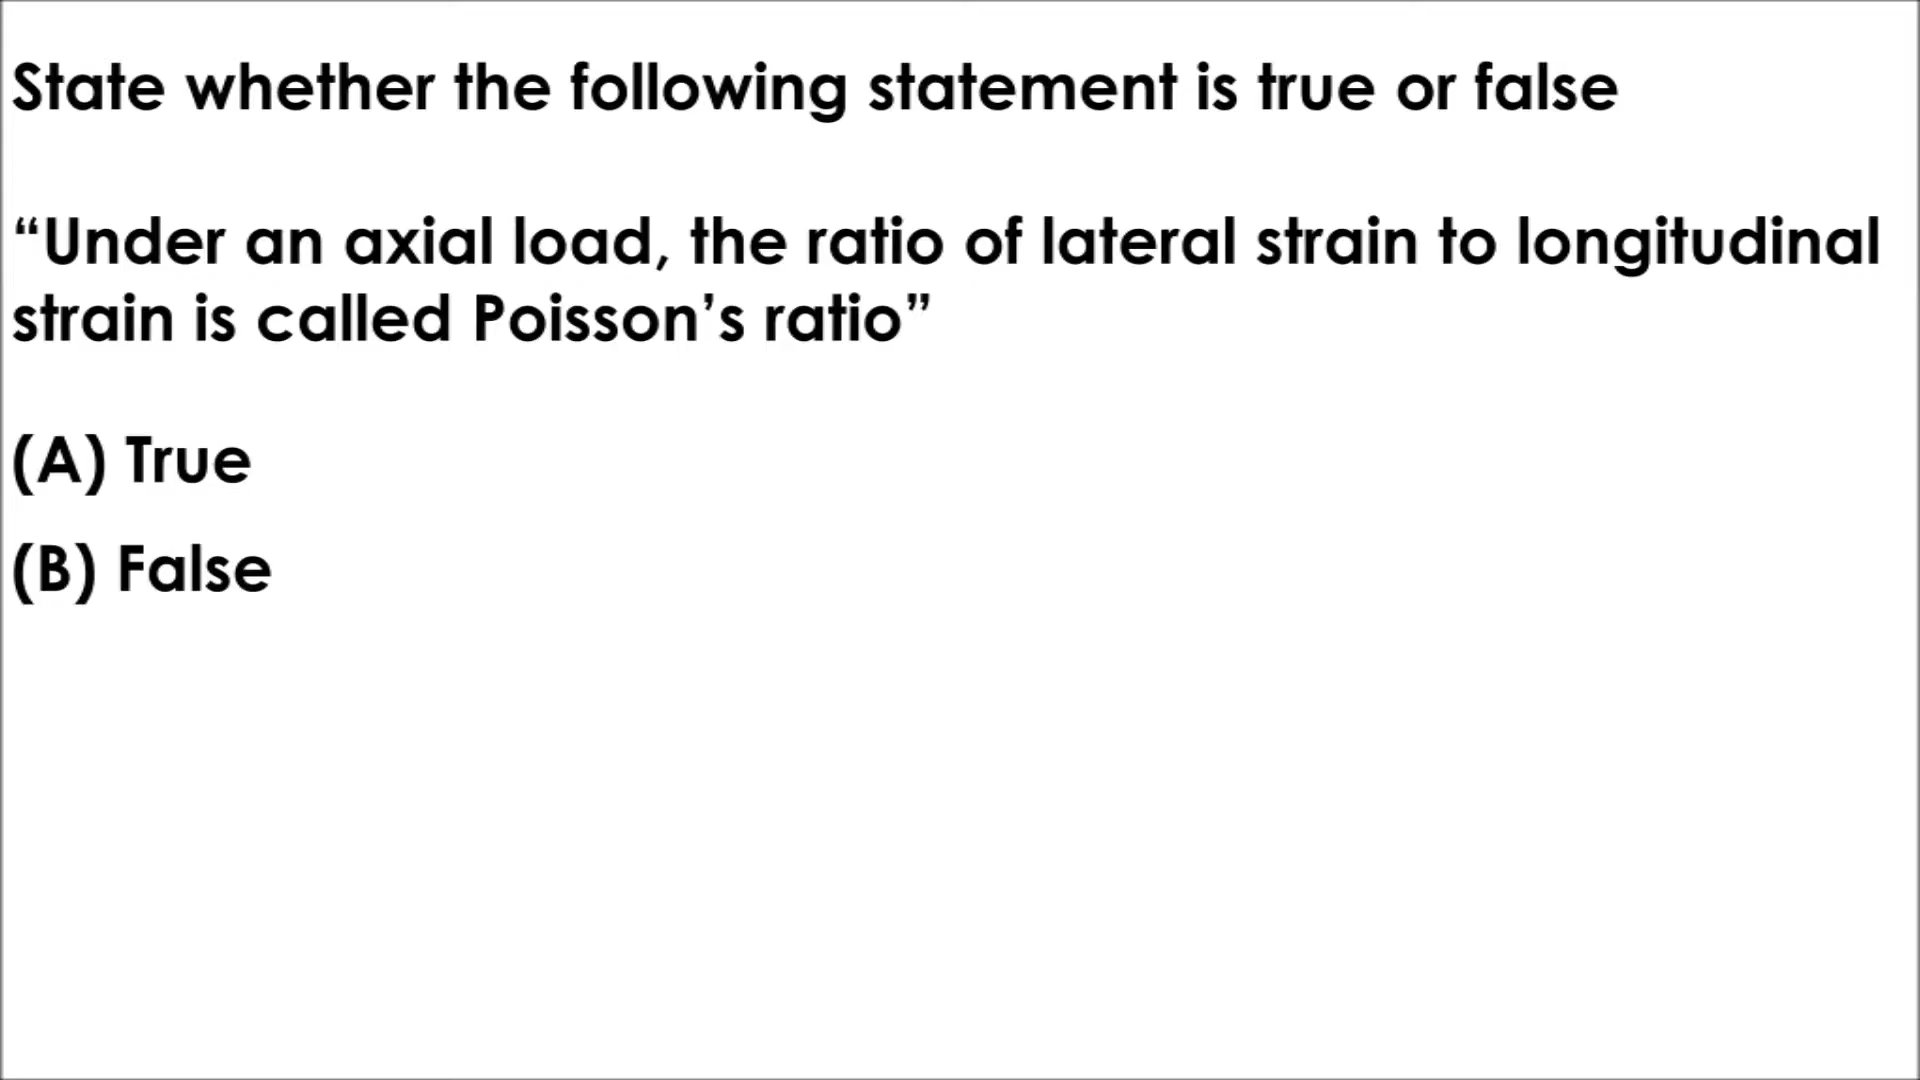 State whether the following statement is true or false
“Under an axial load, the ratio of lateral strain to longitudinal
strain is called Poisson’s ratio”
(A) True
(B) False